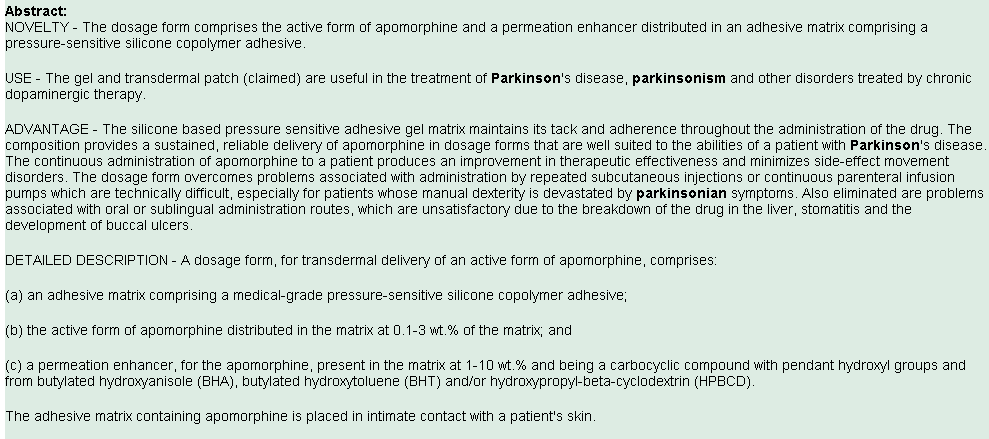 Abstract:
NOVELTY - The dosage form comprises the active form of apomorphine and a permeation enhancer distributed in an adhesive matrix comprising a
pressure-sensitive silicone copolymer adhesive.
USE - The gel and transdermal patch (claimed) are useful in the treatment of Parkinson's disease, parkinsonism and other disorders treated by chronic
dopaminergic therapy.
ADVANTAGE - The silicone based pressure sensitive adhesive gel matrix maintains its tack and adherence throughout the administration of the drug. The
composition provides a sustained, reliable delivery of apomorphine in dosage forms that are well suited to the abilities of a patient with Parkinson's disease.
The continuous administration of apomorphine to a patient produces an improvement in therapeutic effectiveness and minimizes side-effect movement
disorders. The dosage form overcomes problems associated with administration by repeated subcutaneous injections or continuous parenteral infusion
pumps which are technically difficult, especially for patients whose manual dexterity is devastated by parkinsonian symptoms. Also eliminated are problems
associated with oral or sublingual administration routes, which are unsatisfactory due to the breakdown of the drug in the liver, stomatitis and the
development of buccal ulcers.
DETAILED DESCRIPTION - A dosage form, for transdermal delivery of an active form of apomorphine, comprises:
(a) an adhesive matrix comprising a medical-grade pressure-sensitive silicone copolymer adhesive;
(b) the active form of apomorphine distributed in the matrix at 0.1-3 wt.% of the matrix; and
(c) a permeation enhancer, for the apomorphine, present in the matrix at 1-10 wt.% and being a carbocyclic compound with pendant hydroxyl groups and
from butylated hydroxyanisole (BHA), butylated hydroxytoluene (BHT) and/or hydroxypropyl-beta-cyclodextrin (HPBCD).
The adhesive matrix containing apomorphine is placed in intimate contact with a patient's skin.